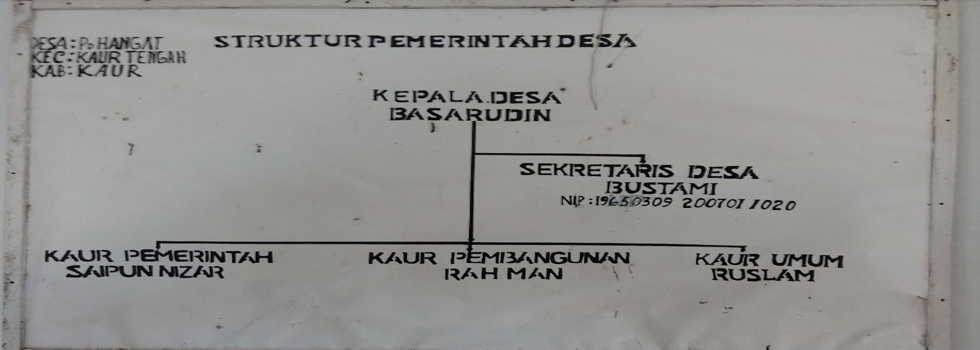 DESA: Pb HANGAT
KEC: KAUR TENGAH
KAB: KAUR
STRUKTUR PEMERINTAH DESA
KEPALA.DESA
BASARUDIN
SEKRETARIS DESA
BUSTAMI
NIP: 19650309 200701 1020
KAUR PEMERINTAH
SAIPUN NIZAR
KAUR PEMBANGUNAN
RAH MAN
KAUR UMUM
RUSLAM